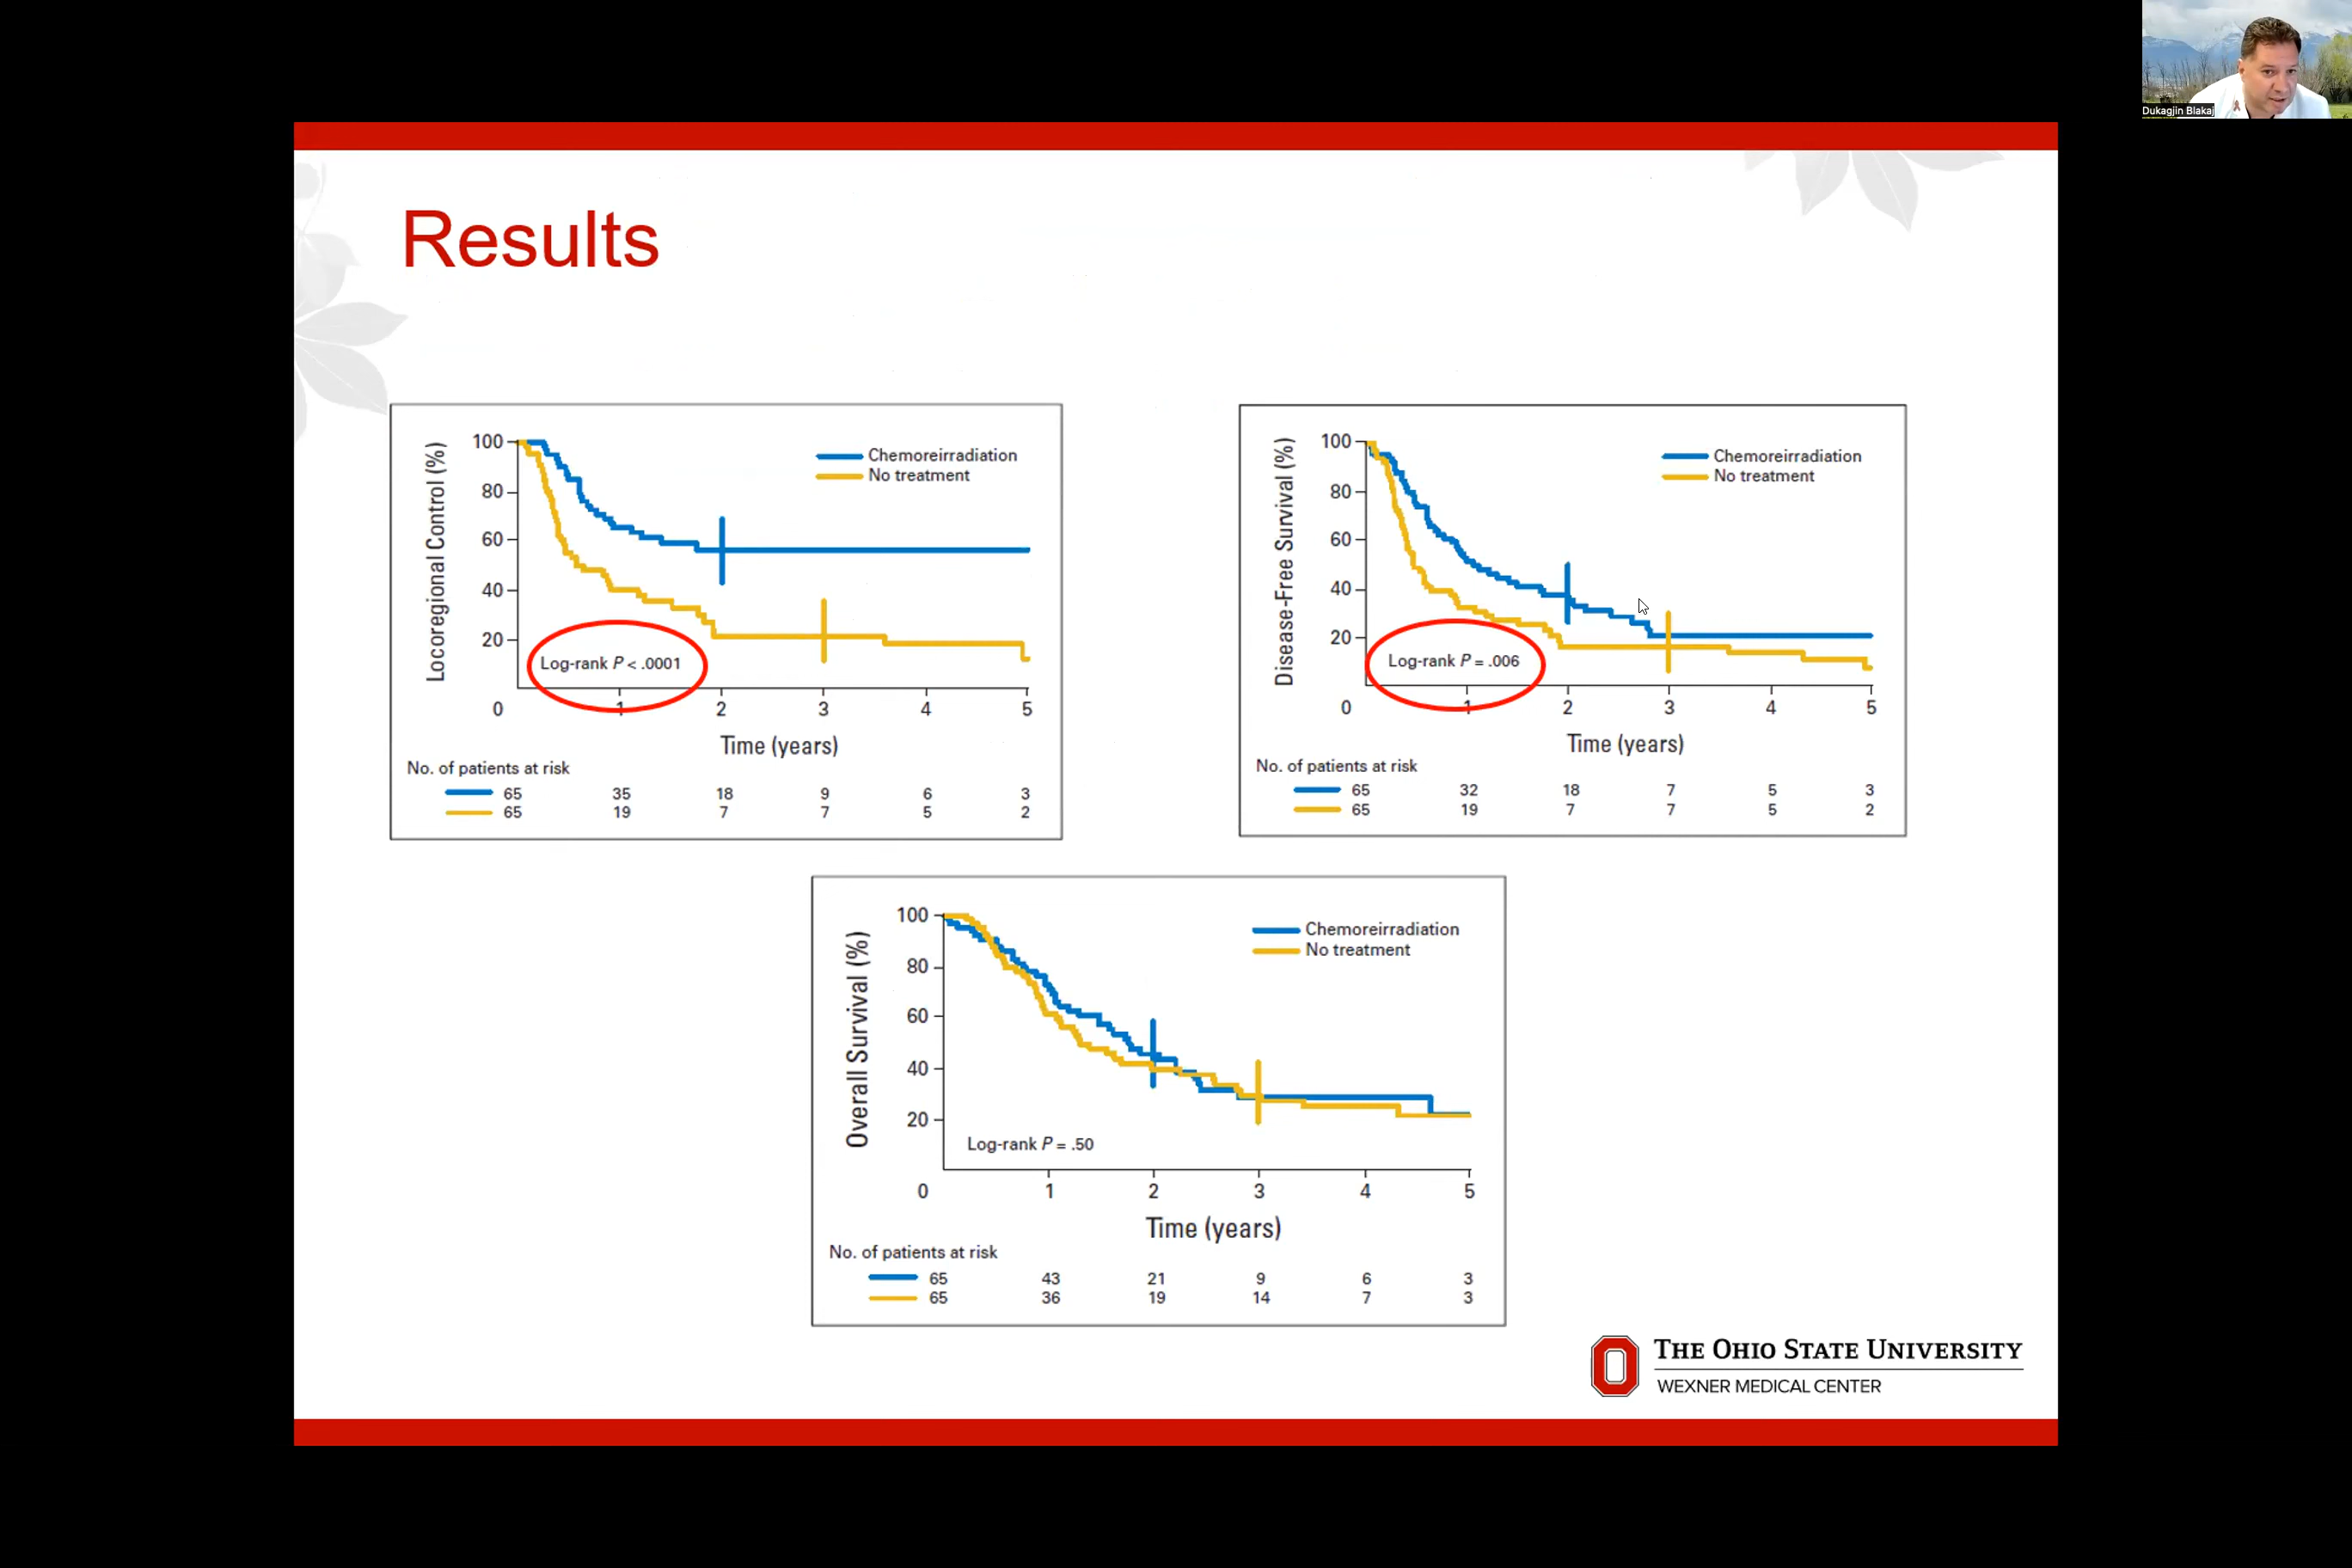 Dukagjin Blakaj
Results
Locoregional Control (%)
100
80
60
40
20
0
1
2
3
4
5
Chemoreirradiation
No treatment
Log-rank P < .0001
Time (years)
No. of patients at risk
65 35 18 9 6 3
65 19 7 7 5 2
Disease-Free Survival (%)
100
80
60
40
20
0
1
2
3
4
5
Chemoreirradiation
No treatment
Log-rank P = .006
Time (years)
No. of patients at risk
65 32 18 7 5 3
65 19 7 7 5 2
Overall Survival (%)
100
80
60
40
20
0
1
2
3
4
5
Chemoreirradiation
No treatment
Log-rank P = .50
Time (years)
No. of patients at risk
65 43 21 9 6 3
65 36 19 14 7 3
THE OHIO STATE UNIVERSITY
WEXNER MEDICAL CENTER